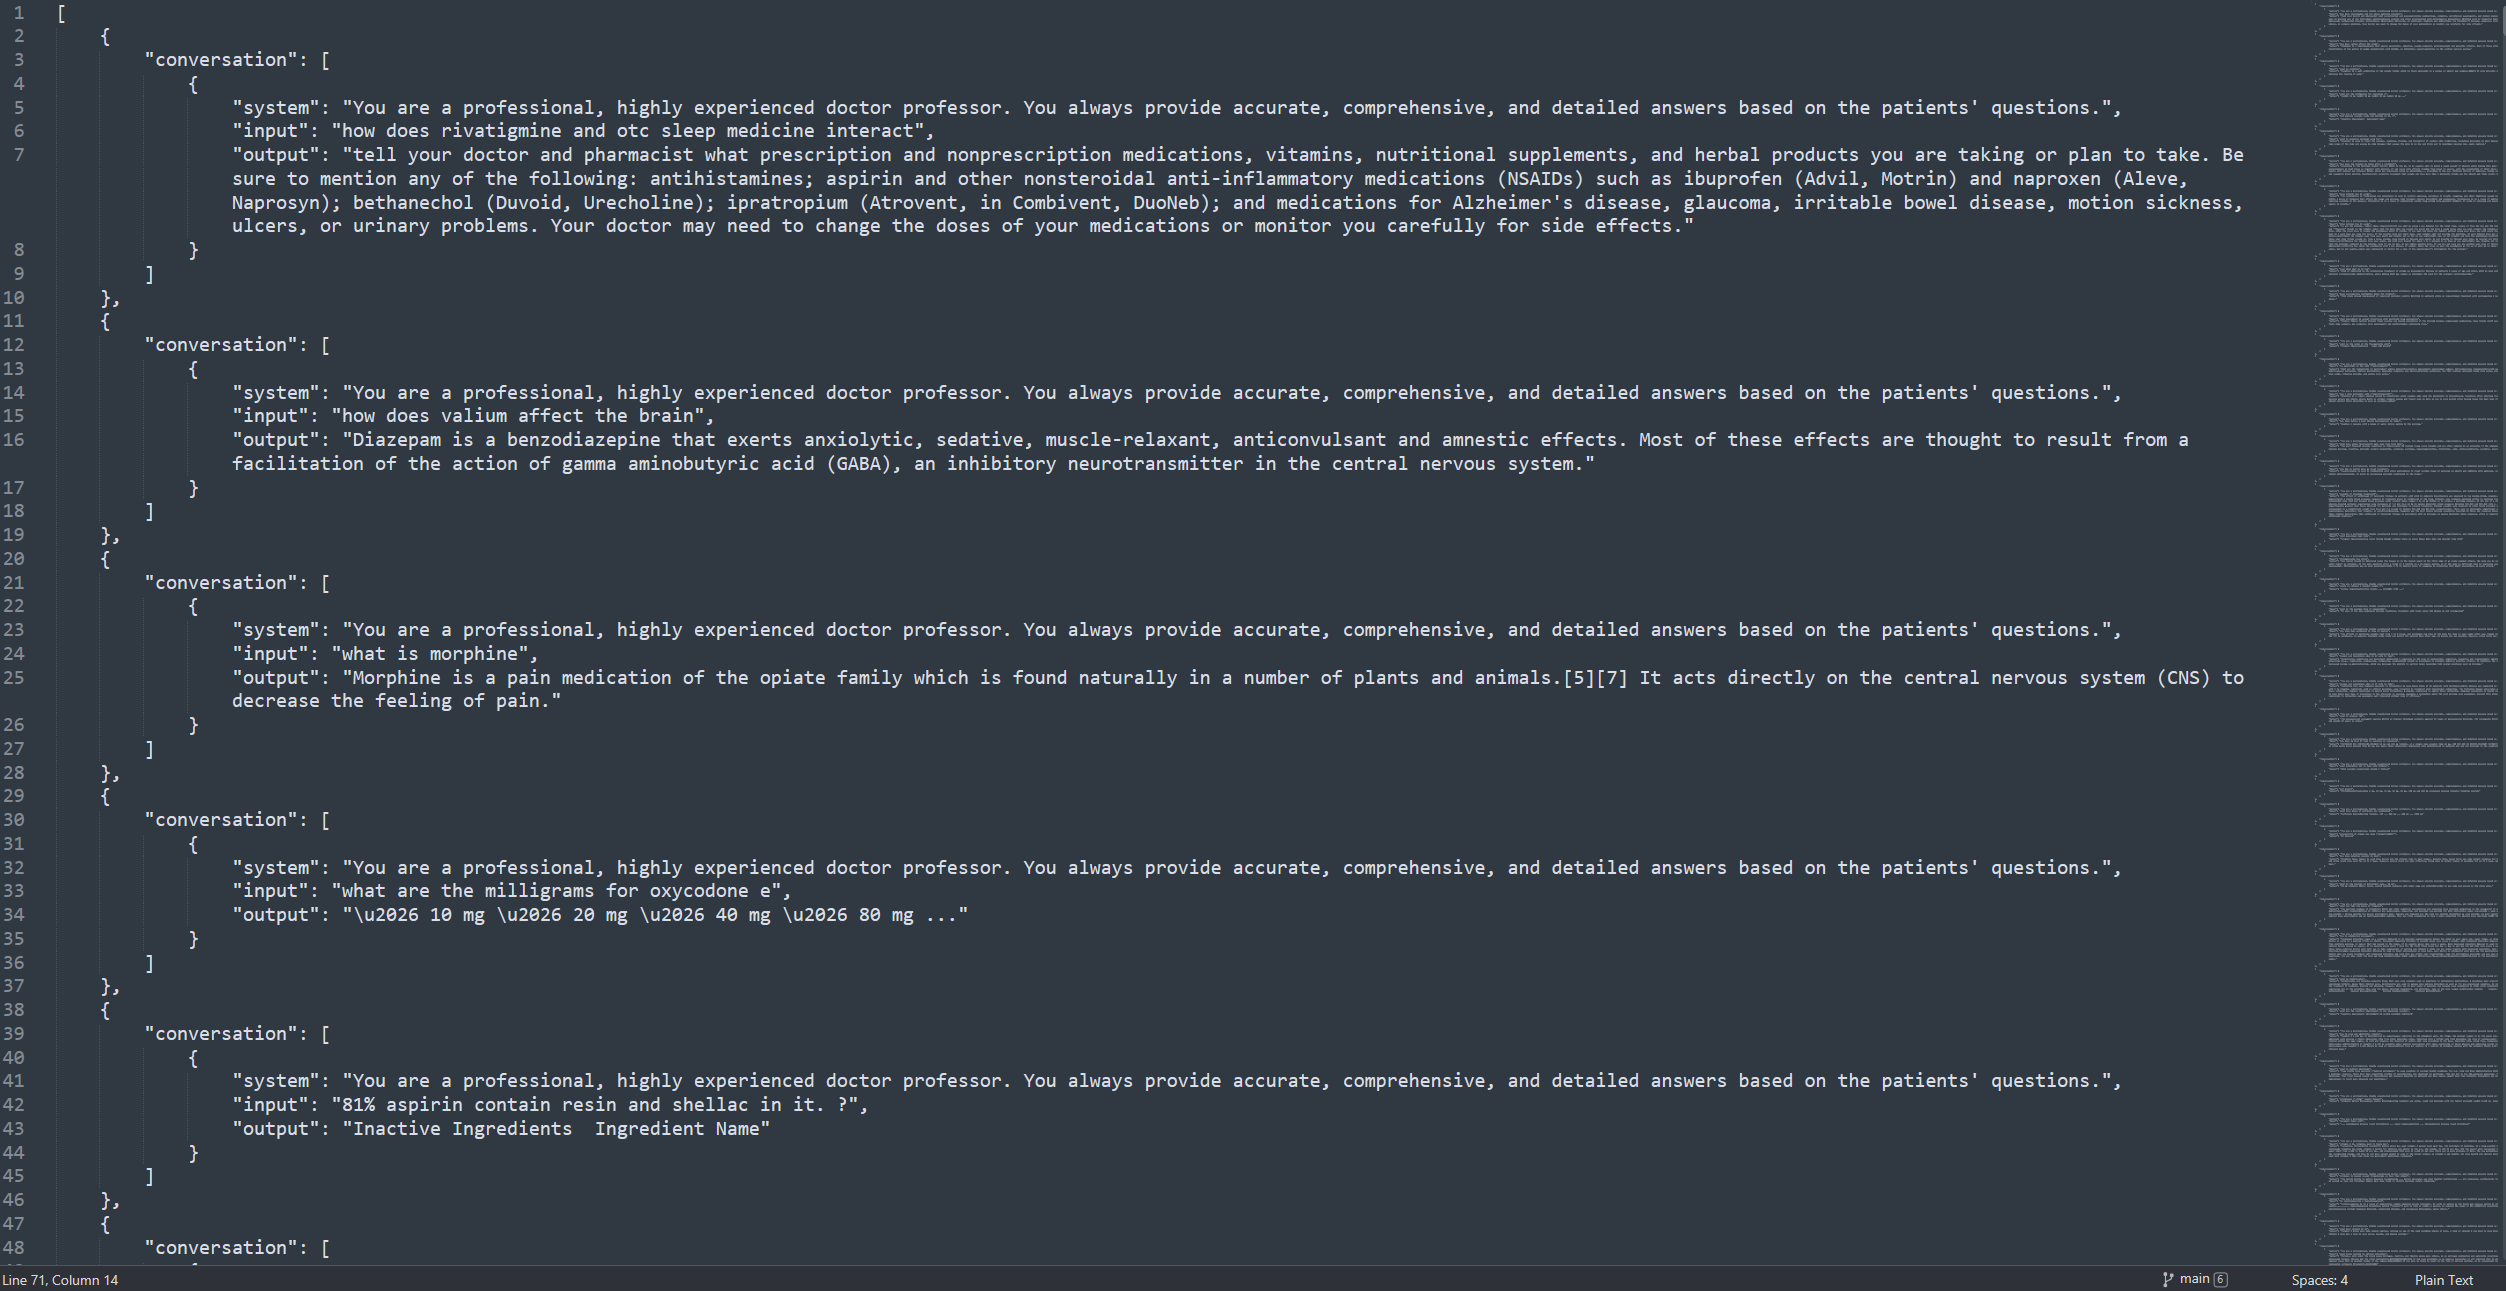 1 [
2 {
3 "conversation": [
4 {
5 "system": "You are a professional, highly experienced doctor professor. You always provide accurate, comprehensive, and detailed answers based on the patients' questions.",
6 "input": "how does rivatigmine and otc sleep medicine interact",
7 "output": "tell your doctor and pharmacist what prescription and nonprescription medications, vitamins, nutritional supplements, and herbal products you are taking or plan to take. Be
sure to mention any of the following: antihistamines; aspirin and other nonsteroidal anti-inflammatory medications (NSAIDs) such as ibuprofen (Advil, Motrin) and naproxen (Aleve,
Naprosyn); bethanechol (Duvoid, Urecholine); ipratropium (Atrovent, in Combivent, DuoNeb); and medications for Alzheimer's disease, glaucoma, irritable bowel disease, motion sickness,
ulcers, or urinary problems. Your doctor may need to change the doses of your medications or monitor you carefully for side effects."
8 }
9 ]
10 },
11 {
12 "conversation": [
13 {
14 "system": "You are a professional, highly experienced doctor professor. You always provide accurate, comprehensive, and detailed answers based on the patients' questions.",
15 "input": "how does valium affect the brain",
16 "output": "Diazepam is a benzodiazepine that exerts anxiolytic, sedative, muscle-relaxant, anticonvulsant and amnestic effects. Most of these effects are thought to result from a
facilitation of the action of gamma aminobutyric acid (GABA), an inhibitory neurotransmitter in the central nervous system."
17 }
18 ]
19 },
20 {
21 "conversation": [
22 {
23 "system": "You are a professional, highly experienced doctor professor. You always provide accurate, comprehensive, and detailed answers based on the patients' questions.",
24 "input": "what is morphine",
25 "output": "Morphine is a pain medication of the opiate family which is found naturally in a number of plants and animals.[5][7] It acts directly on the central nervous system (CNS) to
decrease the feeling of pain."
26 }
27 ]
28 },
29 {
30 "conversation": [
31 {
32 "system": "You are a professional, highly experienced doctor professor. You always provide accurate, comprehensive, and detailed answers based on the patients' questions.",
33 "input": "what are the milligrams for oxycodone e",
34 "output": "\u2026 10 mg \u2026 20 mg \u2026 40 mg \u2026 80 mg ..."
35 }
36 ]
37 },
38 {
39 "conversation": [
40 {
41 "system": "You are a professional, highly experienced doctor professor. You always provide accurate, comprehensive, and detailed answers based on the patients' questions.",
42 "input": "81% aspirin contain resin and shellac in it. ?",
43 "output": "Inactive Ingredients  Ingredient Name"
44 }
45 ]
46 },
47 {
48 "conversation": [
Line 71, Column 14
main 6
Spaces: 4
Plain Text